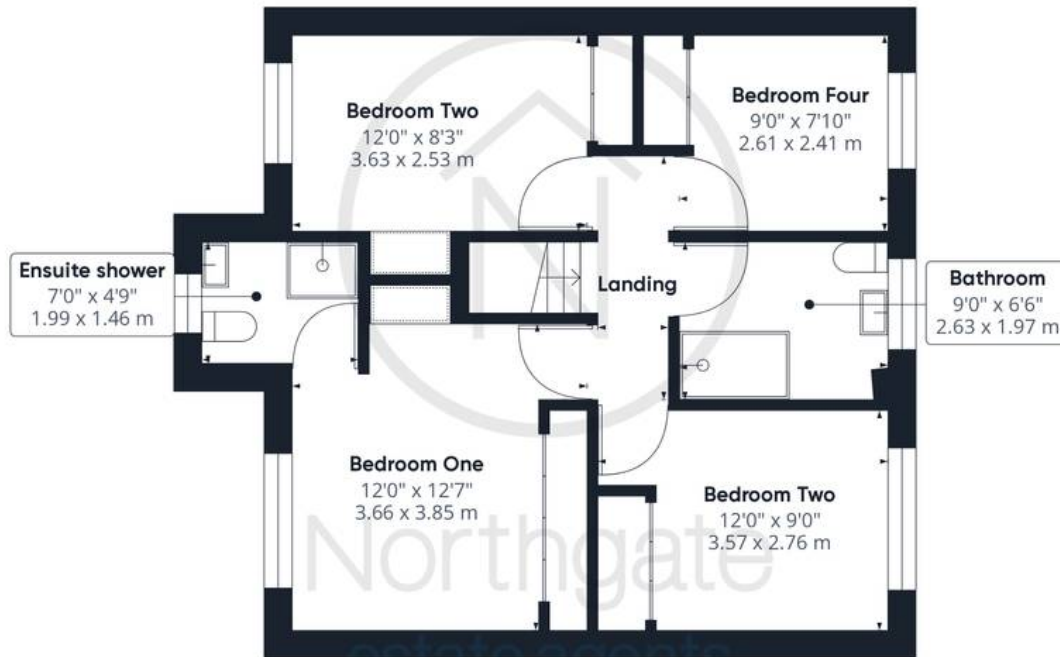 Bedroom Two
12'0" x 8'3"
3.63 x 2.53 m
Bedroom Four
9'0" x 7'10"
2.61 x 2.41 m
Ensuite shower
7'0" x 4'9"
1.99 x 1.46 m
Landing
Bathroom
9'0" x 6'6"
2.63 x 1.97 m
Bedroom One
12'0" x 12'7"
3.66 x 3.85 m
Bedroom Two
12'0" x 9'0"
3.57 x 2.76 m
N
Northgate
estate agents